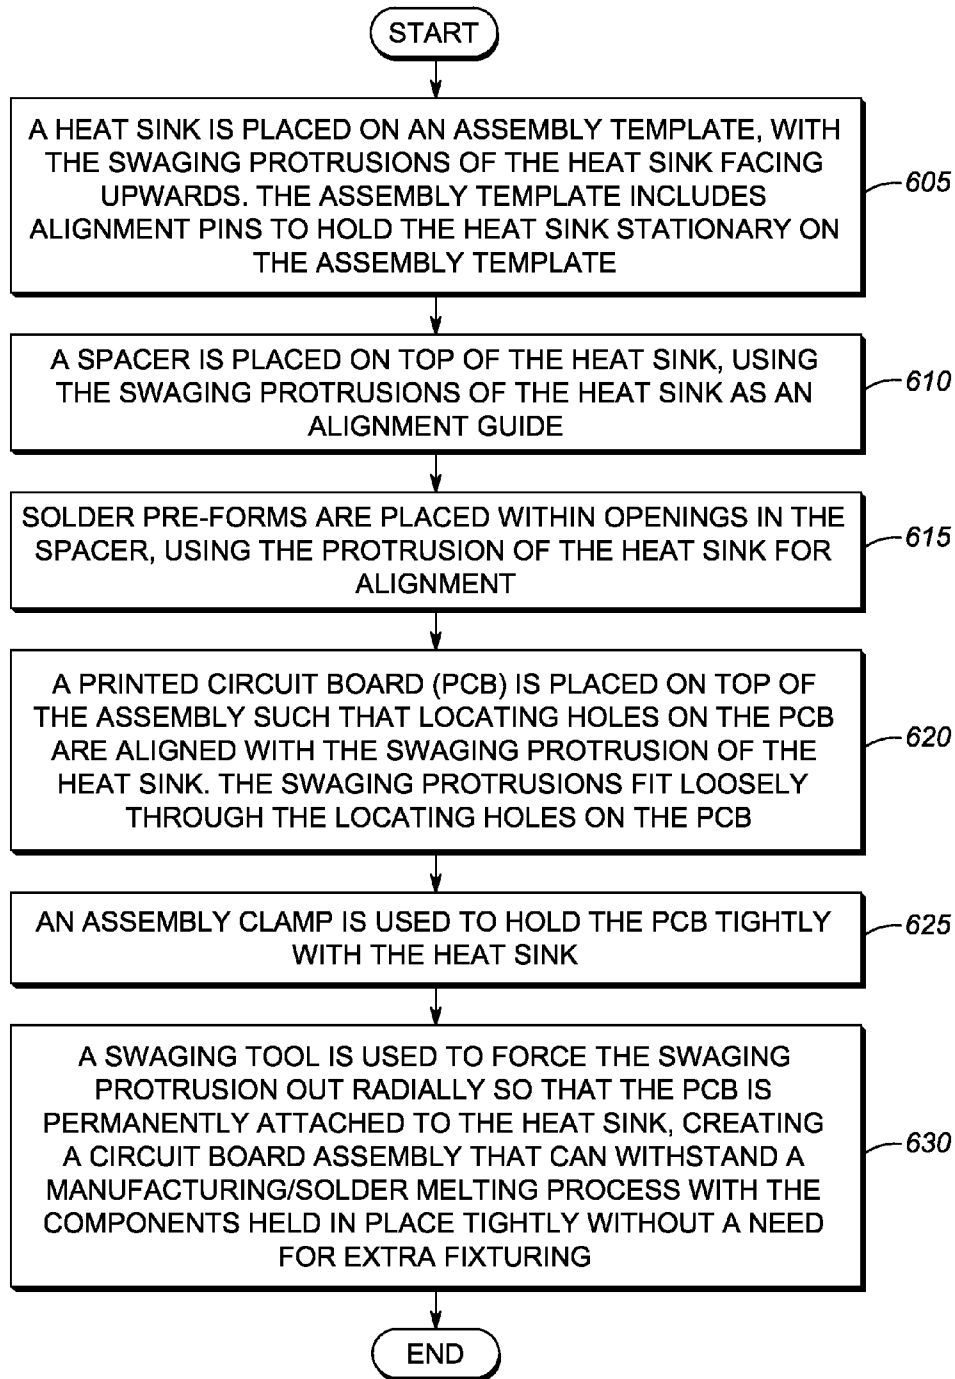 START
A HEAT SINK IS PLACED ON AN ASSEMBLY TEMPLATE, WITH
THE SWAGING PROTRUSIONS OF THE HEAT SINK FACING
UPWARDS. THE ASSEMBLY TEMPLATE INCLUDES
ALIGNMENT PINS TO HOLD THE HEAT SINK STATIONARY ON
THE ASSEMBLY TEMPLATE
605
A SPACER IS PLACED ON TOP OF THE HEAT SINK, USING
THE SWAGING PROTRUSIONS OF THE HEAT SINK AS AN
ALIGNMENT GUIDE
610
SOLDER PRE-FORMS ARE PLACED WITHIN OPENINGS IN THE
SPACER, USING THE PROTRUSION OF THE HEAT SINK FOR
ALIGNMENT
615
A PRINTED CIRCUIT BOARD (PCB) IS PLACED ON TOP OF
THE ASSEMBLY SUCH THAT LOCATING HOLES ON THE PCB
ARE ALIGNED WITH THE SWAGING PROTRUSION OF THE
HEAT SINK. THE SWAGING PROTRUSIONS FIT LOOSELY
THROUGH THE LOCATING HOLES ON THE PCB
620
AN ASSEMBLY CLAMP IS USED TO HOLD THE PCB TIGHTLY
WITH THE HEAT SINK
625
A SWAGING TOOL IS USED TO FORCE THE SWAGING
PROTRUSION OUT RADIALLY SO THAT THE PCB IS
PERMANENTLY ATTACHED TO THE HEAT SINK, CREATING
A CIRCUIT BOARD ASSEMBLY THAT CAN WITHSTAND A
MANUFACTURING/SOLDER MELTING PROCESS WITH THE
COMPONENTS HELD IN PLACE TIGHTLY WITHOUT A NEED
FOR EXTRA FIXTURING
630
END